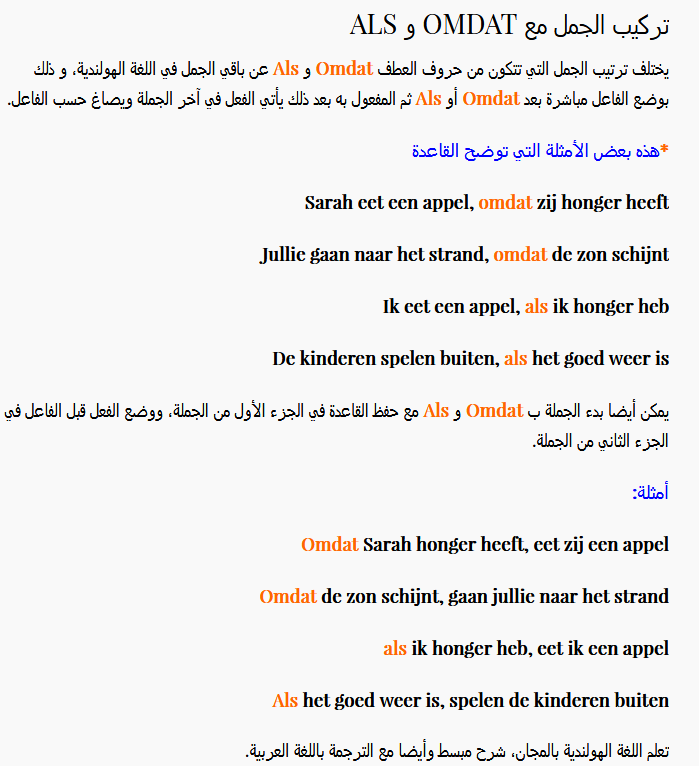 تركيب الجمل مع OMDAT و ALS
يختلف ترتيب الجمل التي تتكون من حروف العطف Omdat و Als عن باقي الجمل في اللغة الهولندية، و ذلك
بوضع الفاعل مباشرة بعد Omdat أو Als ثم المفعول به بعد ذلك يأتي الفعل في آخر الجملة ويصاغ حسب الفاعل.
*هذه بعض الأمثلة التي توضح القاعدة
Sarah eet een appel, omdat zij honger heeft
Jullie gaan naar het strand, omdat de zon schijnt
Ik eet een appel, als ik honger heb
De kinderen spelen buiten, als het goed weer is
يمكن أيضا بدء الجملة ب Omdat و Als مع حفظ القاعدة في الجزء الأول من الجملة، ووضع الفعل قبل الفاعل في
الجزء الثاني من الجملة.
أمثلة:
Omdat Sarah honger heeft, eet zij een appel
Omdat de zon schijnt, gaan jullie naar het strand
als ik honger heb, eet ik een appel
Als het goed weer is, spelen de kinderen buiten
تعلم اللغة الهولندية بالمجان، شرح مبسط وأيضا مع الترجمة باللغة العربية.